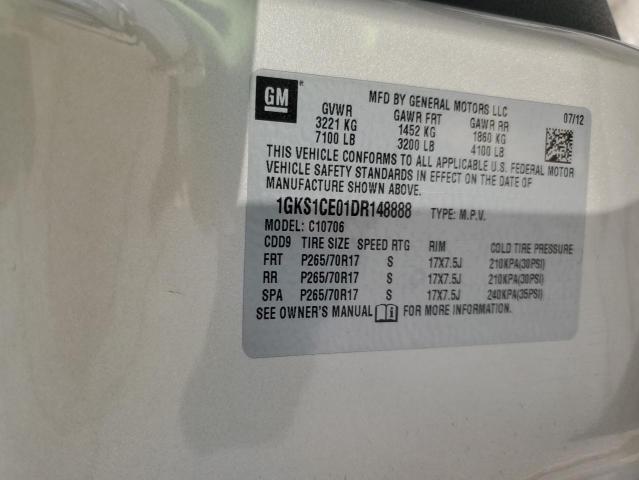 GM
MFD BY GENERAL MOTORS LLC 07/12
GVWR GAWR FRT GAWR RR
3221 KG 1452 KG 1860 KG
7100 LB 3200 LB 4100 LB
THIS VEHICLE CONFORMS TO ALL APPLICABLE U.S. FEDERAL MOTOR
VEHICLE SAFETY STANDARDS IN EFFECT ON THE DATE OF
MANUFACTURE SHOWN ABOVE.
1GKS1CE01DR148888 TYPE: M.P.V.
MODEL: C10706
CDD9 TIRE SIZE SPEED RTG RIM COLD TIRE PRESSURE
FRT P265/70R17 S 17X7.5J 210KPA(30PSI)
RR P265/70R17 S 17X7.5J 210KPA(30PSI)
SPA P265/70R17 S 17X7.5J 240KPA(35PSI)
SEE OWNER'S MANUAL FOR MORE INFORMATION.